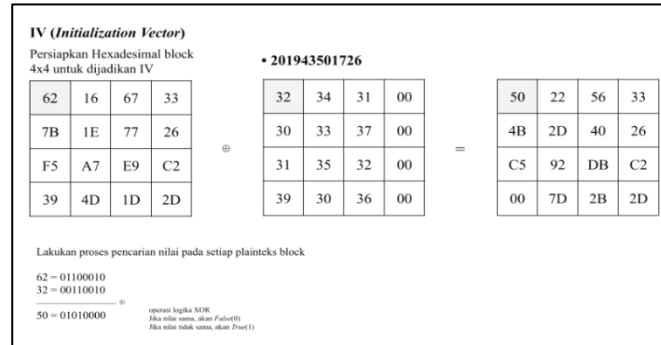 IV (Initialization Vector)
Persiapkan Hexadesimal block
4x4 untuk dijadikan IV
• 201943501726
62 16 67 33
7B 1E 77 26
F5 A7 E9 C2
39 4D 1D 2D
⊕
32 34 31 00
30 33 37 00
31 35 32 00
39 30 36 00
=
50 22 56 33
4B 2D 40 26
C5 92 DB C2
00 7D 2B 2D
Lakukan proses pencarian nilai pada setiap plainteks block
62 = 01100010
32 = 00110010
⊕
50 = 01010000
operasi logika XOR
Jika nilai sama, akan False(0)
Jika nilai tidak sama, akan True(1)